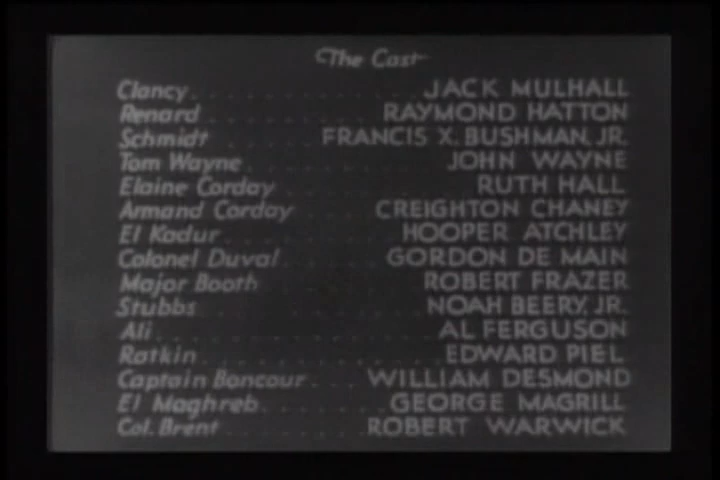 The Cast
Clancy. . . . . . . . . . . . . JACK MULHALL
Renard . . . . . . . . . . RAYMOND HATTON
Schmidt . . . . . . FRANCIS X. BUSHMAN, JR.
Tom Wayne. . . . . . . . . . . JOHN WAYNE
Elaine Corday . . . . . . . . . . RUTH HALL
Armand Corday . . . . CREIGHTON CHANEY
El Kadur. . . . . . . . . . HOOPER ATCHLEY
Colonel Duval. . . . . . GORDON DE MAIN
Major Booth . . . . . . . . ROBERT FRAZER
Stubbs . . . . . . . . . . . NOAH BEERY, JR.
Ali. . . . . . . . . . . . . . AL FERGUSON
Ratkin . . . . . . . . . . . . EDWARD PIEL
Captain Boncour. . . . WILLIAM DESMOND
El Maghreb. . . . . . . . GEORGE MAGRILL
Col. Brent . . . . . . . . ROBERT WARWICK